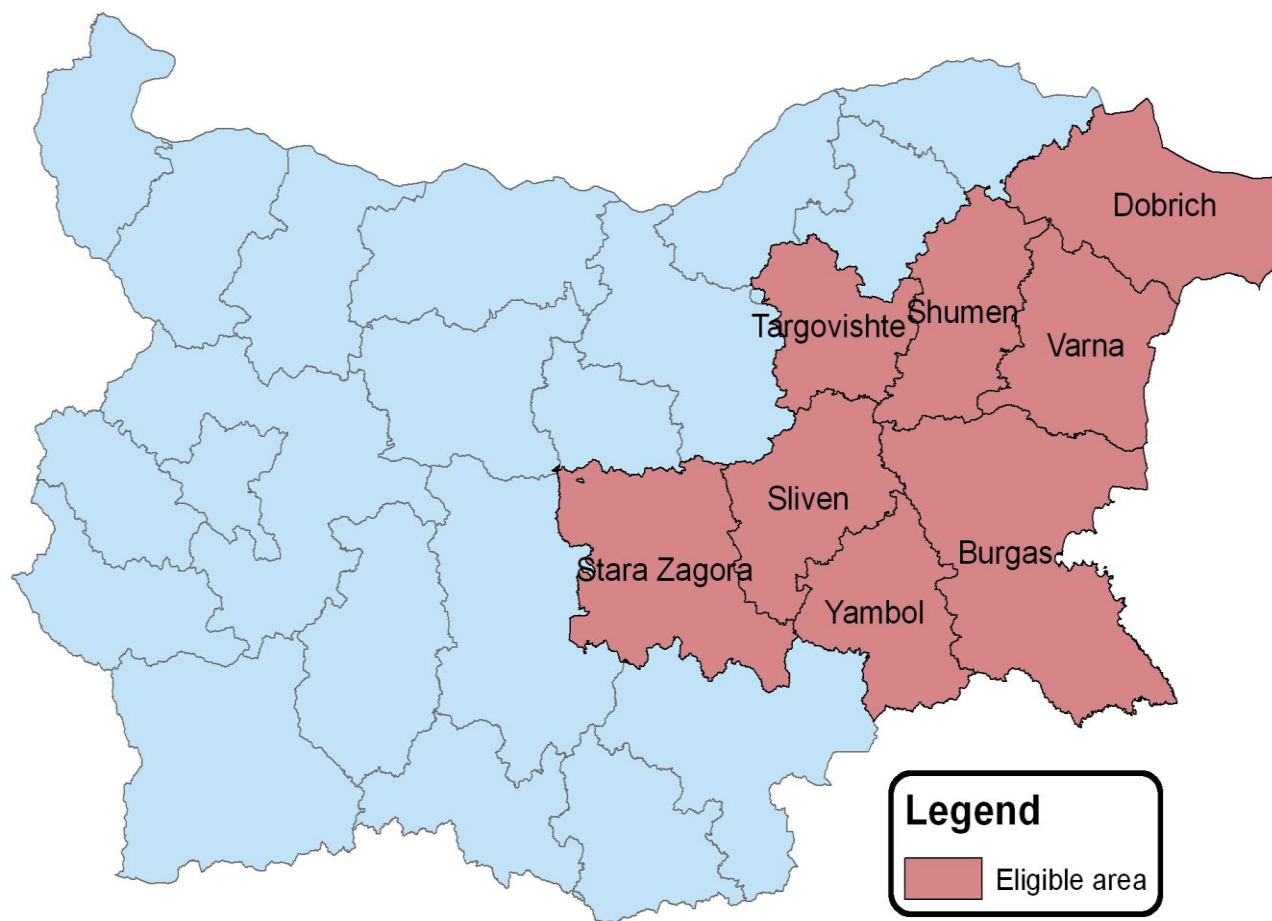 Dobrich
Shumen
Targovishte
Varna
Sliven
Burgas
Stara Zagora
Yambol
Legend
Eligible area